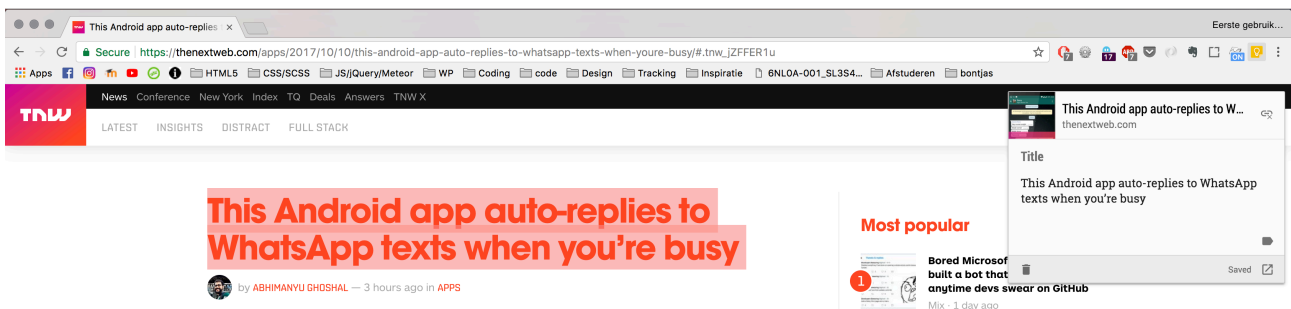 This Android app auto-replies
Eerste gebruik...
Secure https://thenextweb.com/apps/2017/10/10/this-android-app-auto-replies-to-whatsapp-texts-when-youre-busy/#.tnw_jZFFER1u
7 17 7 ON
Apps HTML5 CSS/SCSS JS/jQuery/Meteor WP Coding code Design Tracking Inspiratie 6NL0A-001_SL3S4... Afstuderen bontjas
TNW
News Conference New York Index TQ Deals Answers TNW X
LATEST INSIGHTS DISTRACT FULL STACK
This Android app auto-replies to W...
thenextweb.com
Title
This Android app auto-replies to WhatsApp
texts when you're busy
Saved
This Android app auto-replies to
WhatsApp texts when you're busy
by ABHIMANYU GHOSHAL — 3 hours ago in APPS
Most popular
1
Bored Microsof
built a bot that
anytime devs swear on GitHub
Mix - 1 day ago